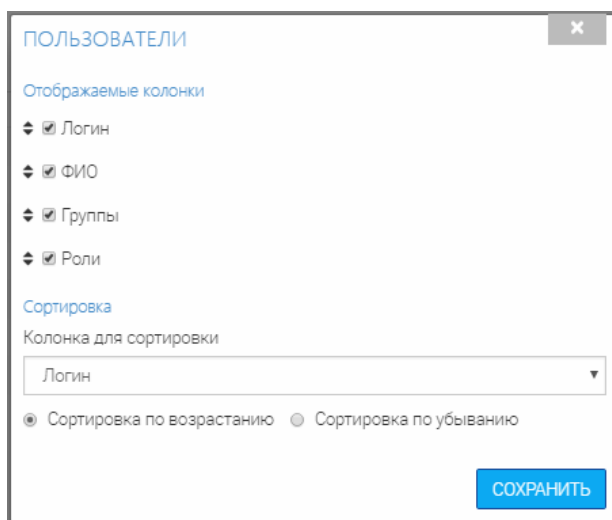 ПОЛЬЗОВАТЕЛИ
Отображаемые колонки
Логин
ФИО
Группы
Роли
Сортировка
Колонка для сортировки
Логин
Сортировка по возрастанию Сортировка по убыванию
СОХРАНИТЬ